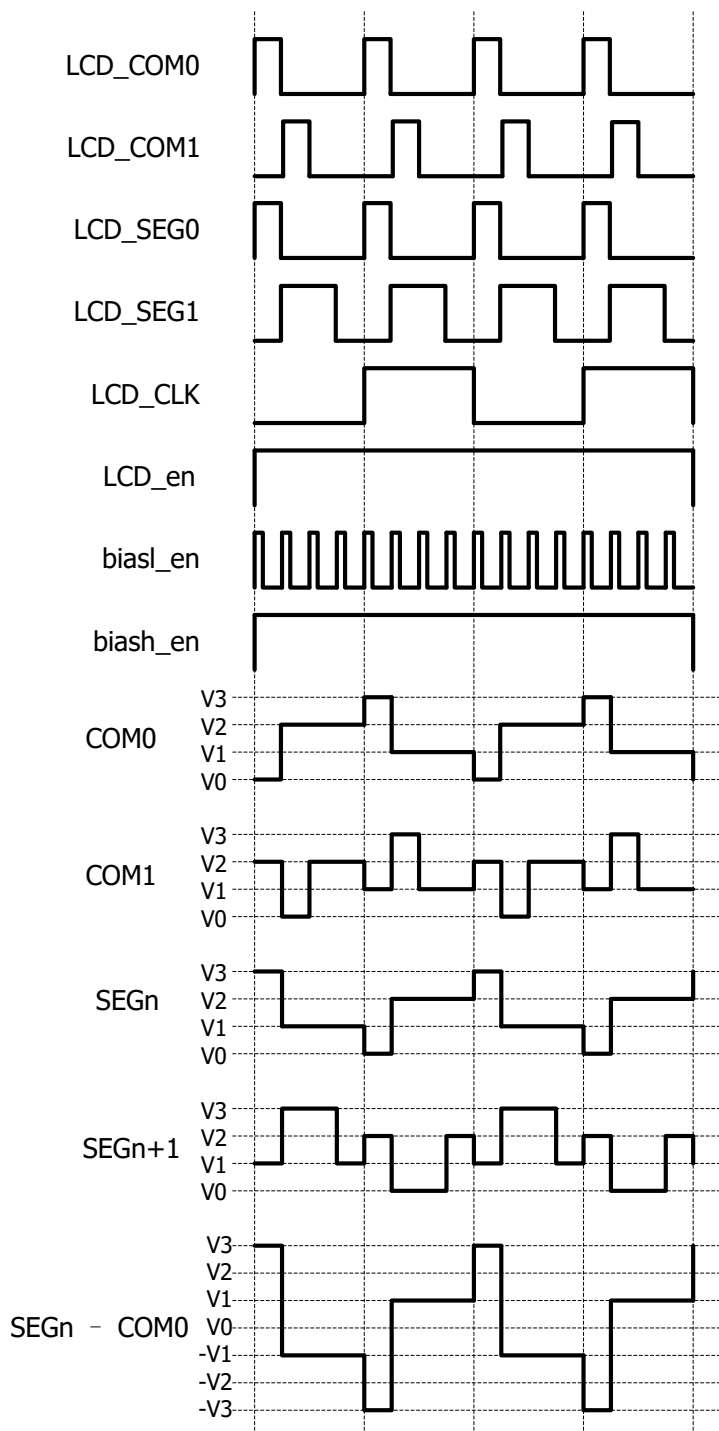 LCD_COM0
LCD_COM1
LCD_SEG0
LCD_SEG1
LCD_CLK
LCD_en
biasl_en
biash_en
V3
V2
COM0
V1
V0
V3
V2
COM1
V1
V0
V3
SEGn
V2
V1
V0
V3
V2
SEGn+1
V1
V0
V3
V2
V1
SEGn - COM0 V0
-V1
-V2
-V3